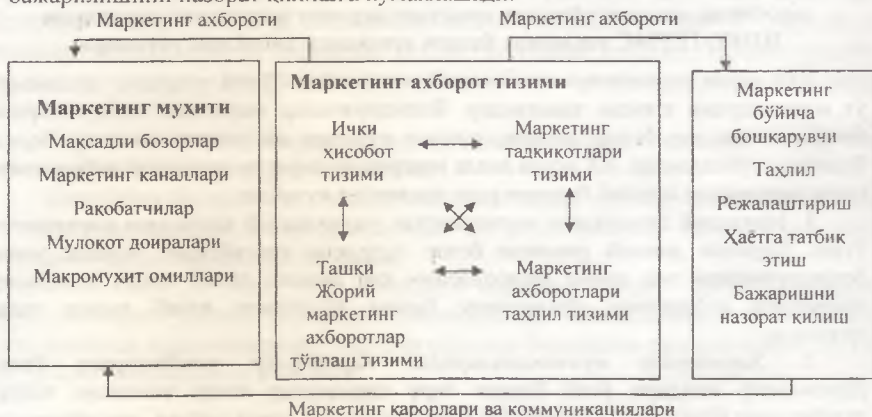 Маркетинг ахбороти
Маркетинг ахбороти
Маркетинг муҳити
Мақсадли бозорлар
Маркетинг каналлари
Рақобатчилар
Мулоқот доиралари
Макромуҳит омиллари
Маркетинг ахборот тизими
Ички
ҳисобот
тизими
Маркетинг
тадқиқотлари
тизими
Ташқи
Жорий
маркетинг
ахборотлар
тўплаш тизими
Маркетинг
ахборотлари
таҳлил тизими
Маркетинг
бўйича
бошқарувчи
Таҳлил
Режалаштириш
Ҳаётга татбиқ
этиш
Бажаришни
назорат қилиш
Маркетинг қарорлари ва коммуникациялари